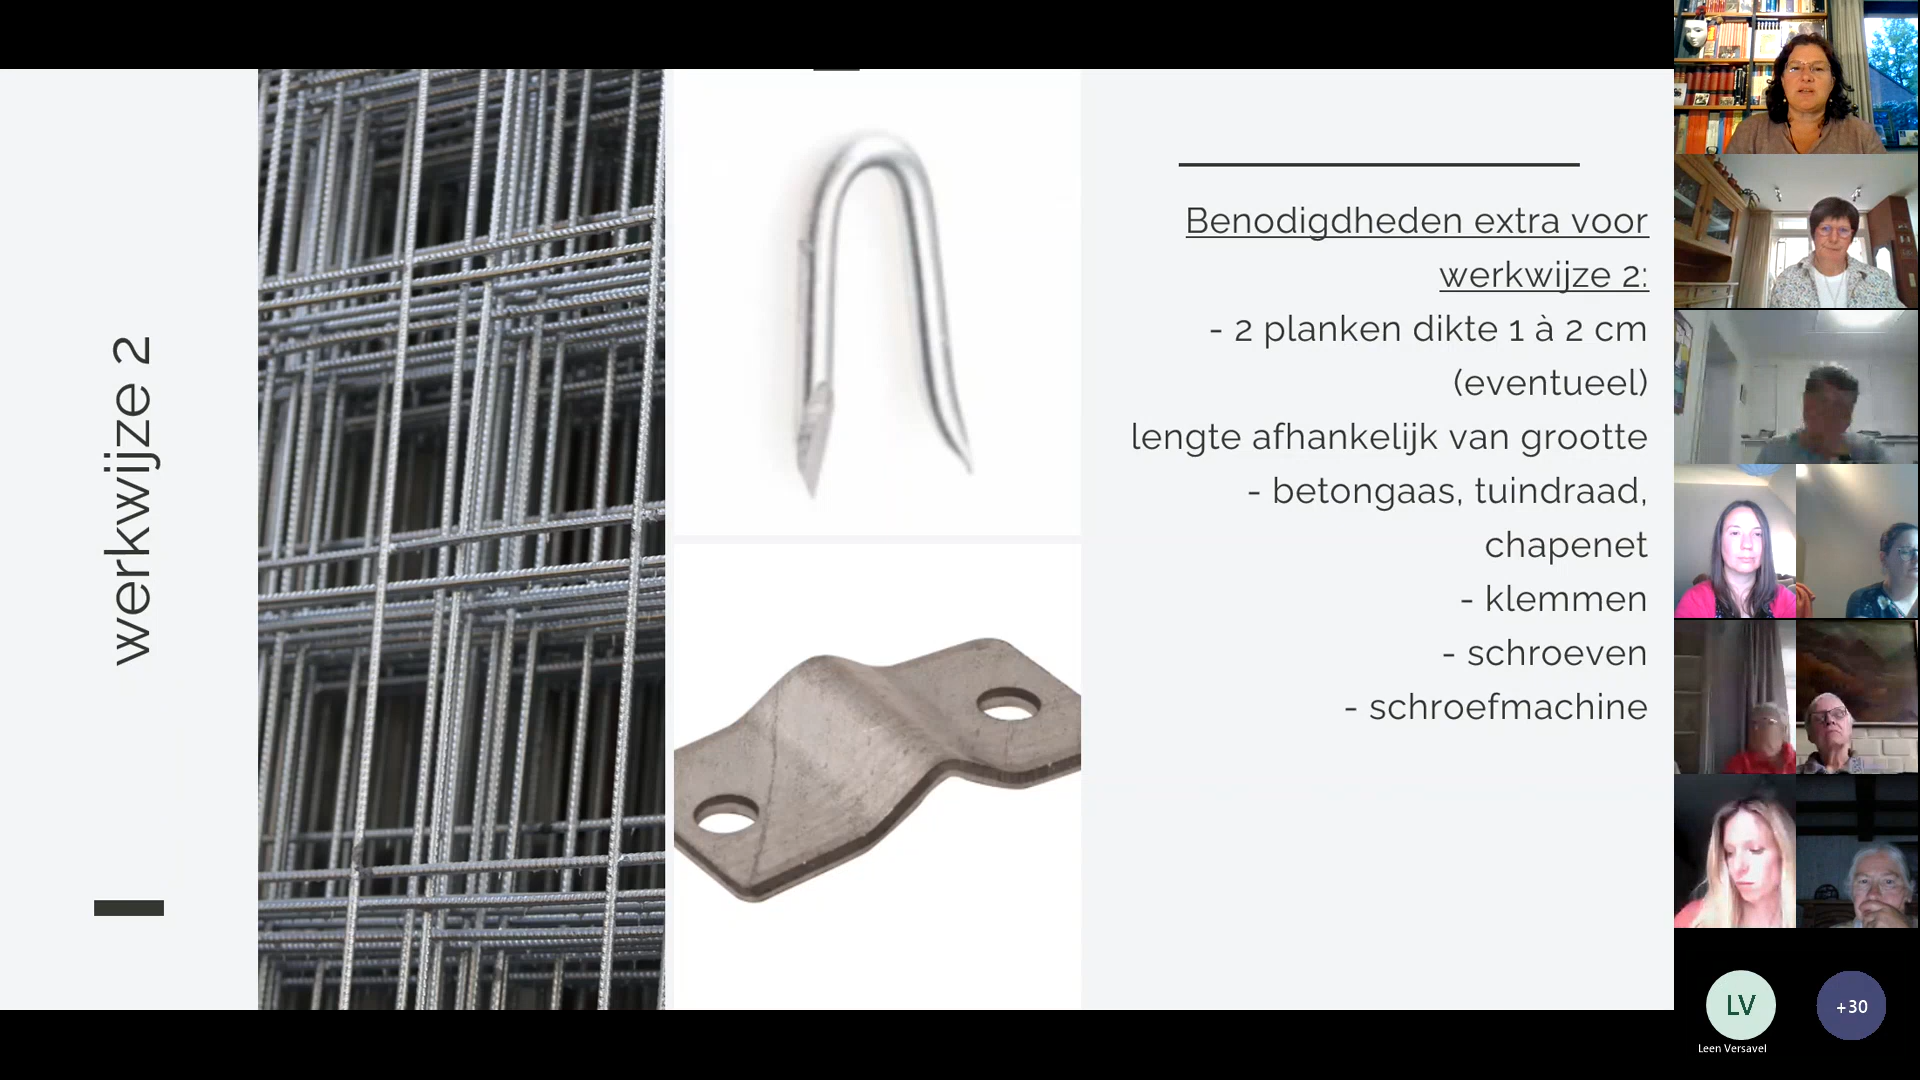 werkwijze 2
Benodigdheden extra voor
werkwijze 2:
- 2 planken dikte 1 à 2 cm
(eventueel)
lengte afhankelijk van grootte
- betongaas, tuindraad,
chapenet
- klemmen
- schroeven
- schroefmachine
LV
+30
Leen Versavel